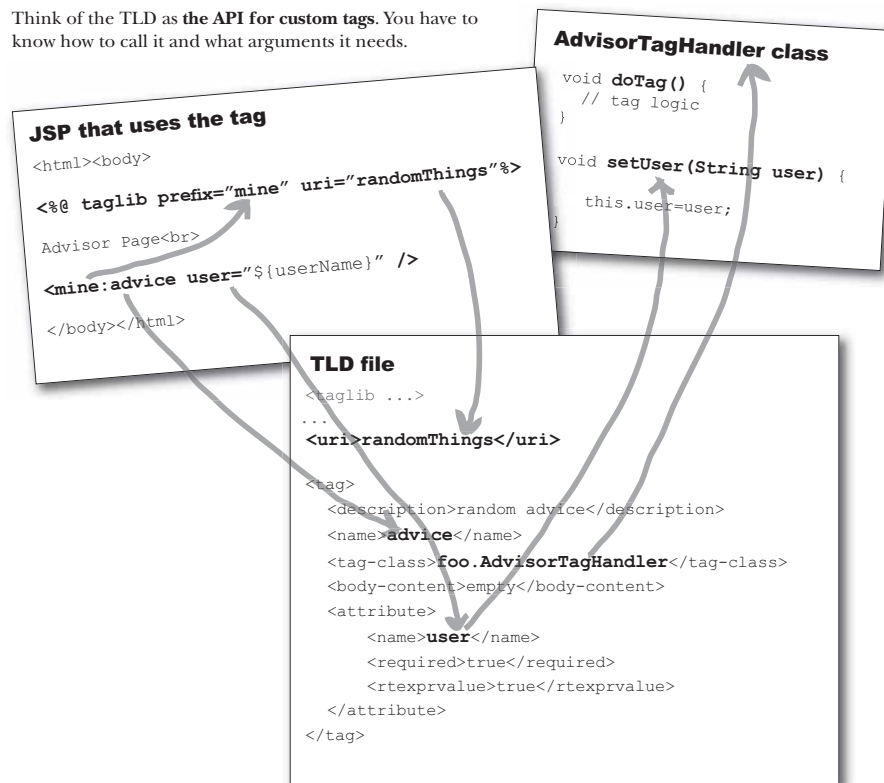 Think of the TLD as the API for custom tags. You have to
know how to call it and what arguments it needs.
JSP that uses the tag
<html><body>
<%@ taglib prefix=”mine” uri=”randomThings”%>
Advisor Page<br>
<mine:advice user=”${userName}” />
</body></html>
AdvisorTagHandler class
void doTag() {
// tag logic
}
void setUser(String user) {
this.user=user;
}
TLD file
<taglib ...>
...
<uri>randomThings</uri>
<tag>
<description>random advice</description>
<name>advice</name>
<tag-class>foo.AdvisorTagHandler</tag-class>
<body-content>empty</body-content>
<attribute>
<name>user</name>
<required>true</required>
<rtexprvalue>true</rtexprvalue>
</attribute>
</tag>